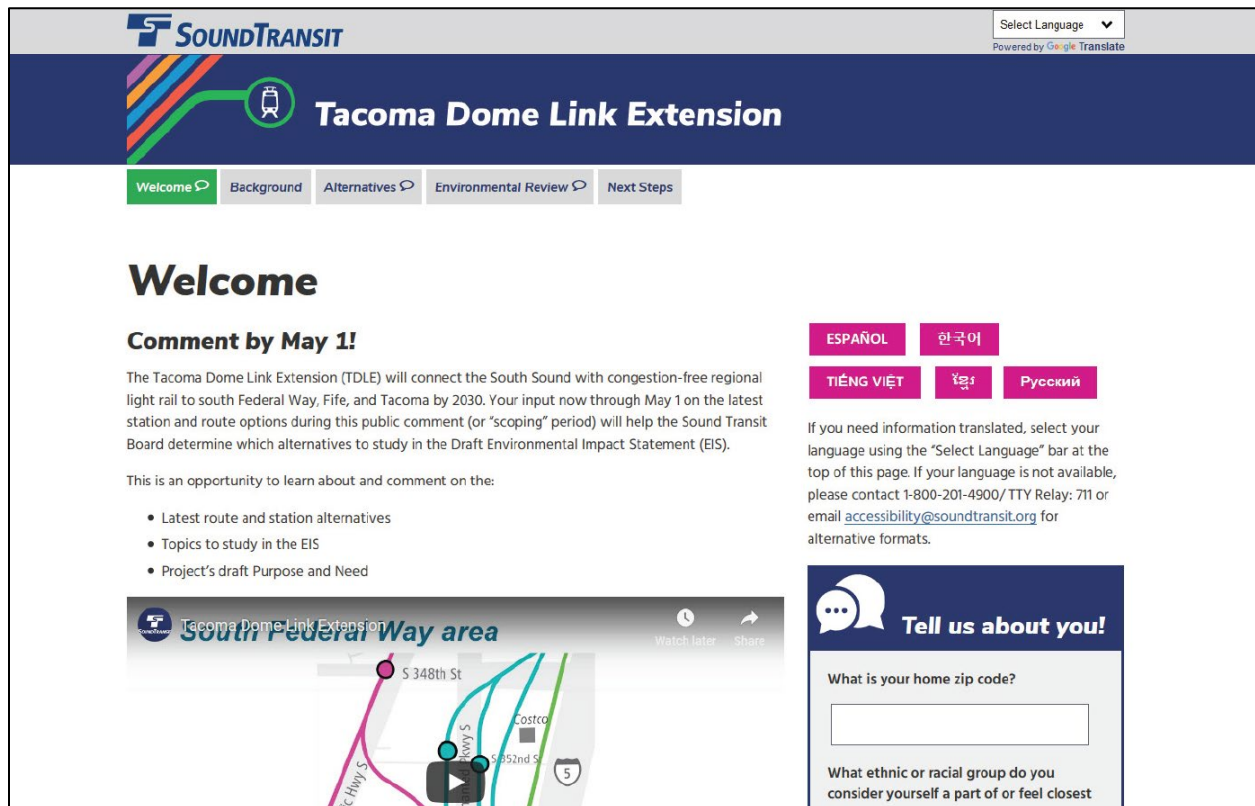 SOUNDTRANSIT
Select Language
Powered by Google Translate
Tacoma Dome Link Extension
Welcome
Background
Alternatives
Environmental Review
Next Steps
Welcome
Comment by May 1!
The Tacoma Dome Link Extension (TDLE) will connect the South Sound with congestion-free regional
light rail to south Federal Way, Fife, and Tacoma by 2030. Your input now through May 1 on the latest
station and route options during this public comment (or "scoping" period) will help the Sound Transit
Board determine which alternatives to study in the Draft Environmental Impact Statement (EIS).
This is an opportunity to learn about and comment on the:
• Latest route and station alternatives
• Topics to study in the EIS
• Project's draft Purpose and Need
Tacoma Dome Link Extension
South Federal Way area
Watch later
Share
S 348th St
Costco
S 352nd S
Pkwy S
c Hwy S
5
ESPAÑOL
한국어
TIẾNG VIỆT
ខ្មែរ
Русский
If you need information translated, select your
language using the "Select Language" bar at the
top of this page. If your language is not available,
please contact 1-800-201-4900/ TTY Relay: 711 or
email accessibility@soundtransit.org for
alternative formats.
Tell us about you!
What is your home zip code?
What ethnic or racial group do you
consider yourself a part of or feel closest